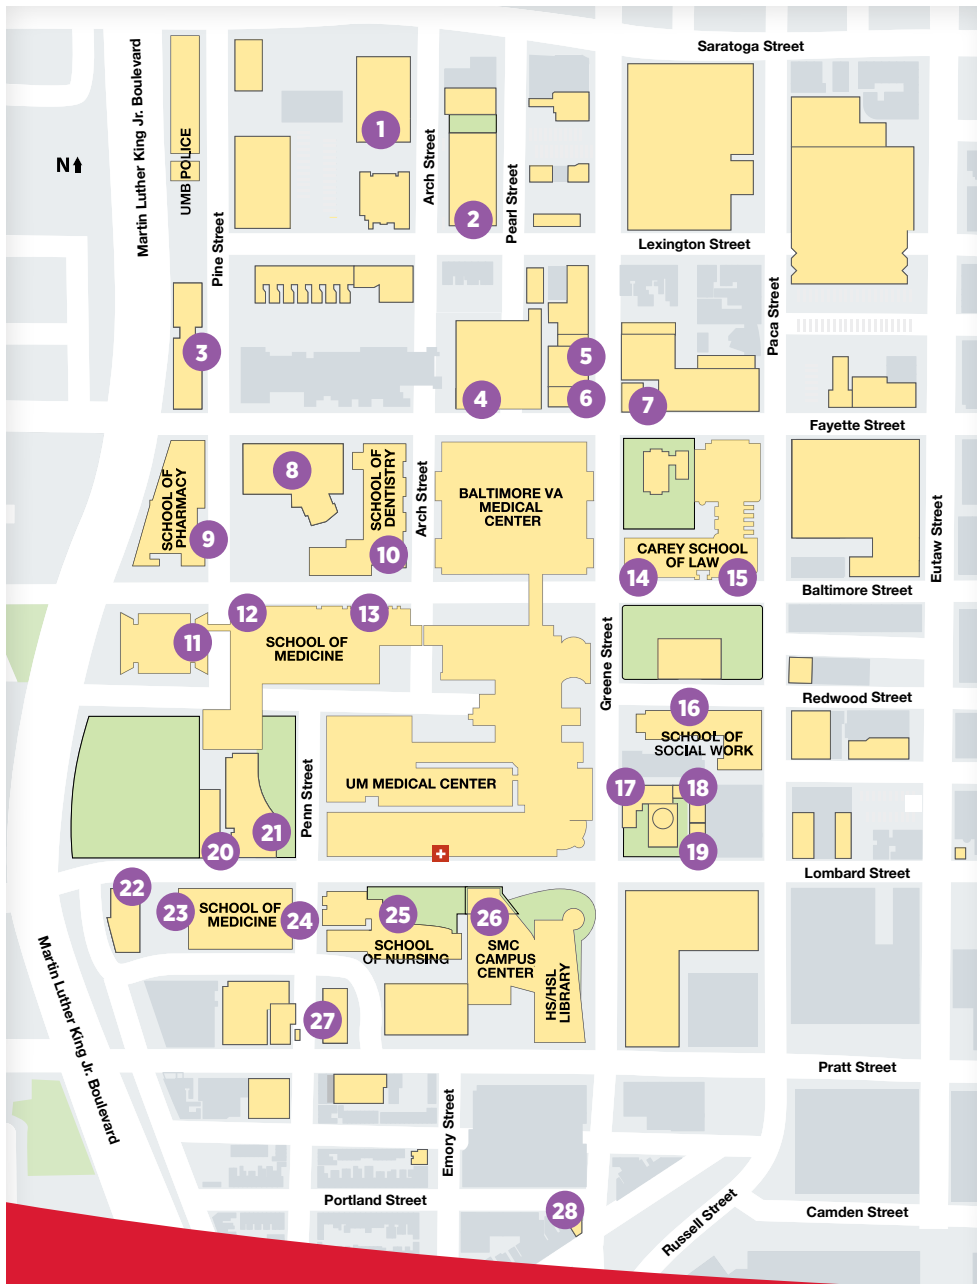 Saratoga Street
Martin Luther King Jr. Boulevard
N
UMB POLICE
1
Arch Street
2
Pearl Street
Lexington Street
Pine Street
Paca Street
3
5
4
6
7
Fayette Street
8
SCHOOL OF
PHARMACY
9
SCHOOL OF
DENTISTRY
10
Arch Street
BALTIMORE VA
MEDICAL
CENTER
CAREY SCHOOL
OF LAW
14
15
Eutaw Street
Baltimore Street
12
13
11
SCHOOL OF
MEDICINE
Greene Street
Redwood Street
16
SCHOOL OF
SOCIAL WORK
UM MEDICAL CENTER
Penn Street
17
18
21
20
19
Lombard Street
22
23
SCHOOL OF
MEDICINE
24
25
SCHOOL
OF NURSING
26
SMC
CAMPUS
CENTER
HS/HSL
LIBRARY
27
Martin Luther King Jr. Boulevard
Pratt Street
Emory Street
Portland Street
28
Russell Street
Camden Street